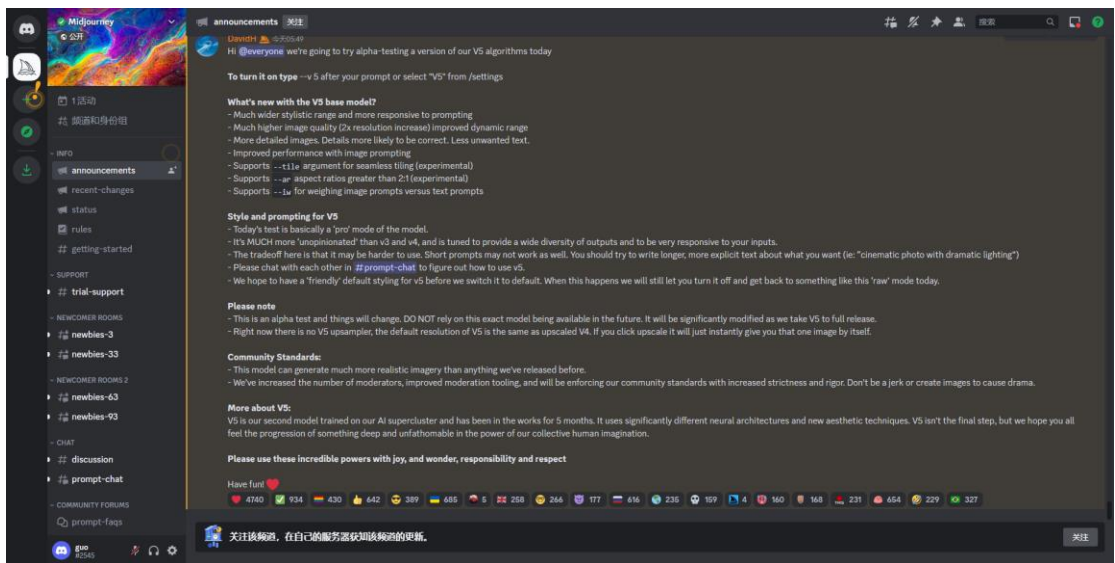 Midjourney
公开
1活动
频道和身份组
INFO
announcements
recent-changes
status
rules
getting-started
SUPPORT
trial-support
NEWCOMER ROOMS
newbies-3
newbies-33
NEWCOMER ROOMS 2
newbies-63
newbies-93
CHAT
discussion
prompt-chat
COMMUNITY FORUMS
prompt-faqs
guo
#2545
announcements 关注
搜索
DavidH 今天05:49
Hi @everyone we're going to try alpha-testing a version of our V5 algorithms today
To turn it on type --v 5 after your prompt or select "V5" from /settings
What's new with the V5 base model?
- Much wider stylistic range and more responsive to prompting
- Much higher image quality (2x resolution increase) improved dynamic range
- More detailed images. Details more likely to be correct. Less unwanted text.
- Improved performance with image prompting
- Supports --tile argument for seamless tiling (experimental)
- Supports --ar aspect ratios greater than 2:1 (experimental)
- Supports --iw for weighing image prompts versus text prompts
Style and prompting for V5
- Today's test is basically a 'pro' mode of the model.
- It's MUCH more 'unopinionated' than v3 and v4, and is tuned to provide a wide diversity of outputs and to be very responsive to your inputs.
- The tradeoff here is that it may be harder to use. Short prompts may not work as well. You should try to write longer, more explicit text about what you want (ie: "cinematic photo with dramatic lighting")
- Please chat with each other in #prompt-chat to figure out how to use v5.
- We hope to have a 'friendly' default styling for v5 before we switch it to default. When this happens we will still let you turn it off and get back to something like this 'raw' mode today.
Please note
- This is an alpha test and things will change. DO NOT rely on this exact model being available in the future. It will be significantly modified as we take V5 to full release.
- Right now there is no V5 upsampler, the default resolution of V5 is the same as upscaled V4. If you click upscale it will just instantly give you that one image by itself.
Community Standards:
- This model can generate much more realistic imagery than anything we've released before.
- We've increased the number of moderators, improved moderation tooling, and will be enforcing our community standards with increased strictness and rigor. Don't be a jerk or create images to cause drama.
More about V5:
V5 is our second model trained on our AI supercluster and has been in the works for 5 months. It uses significantly different neural architectures and new aesthetic techniques. V5 isn't the final step, but we hope you all
feel the progression of something deep and unfathomable in the power of our collective human imagination.
Please use these incredible powers with joy, and wonder, responsibility and respect
Have fun!
4740 934 430 642 389 685 5 258 266 177 616 235 159 4 160 168 231 654 229 327
关注该频道，在自己的服务器获知该频道的更新。
关注